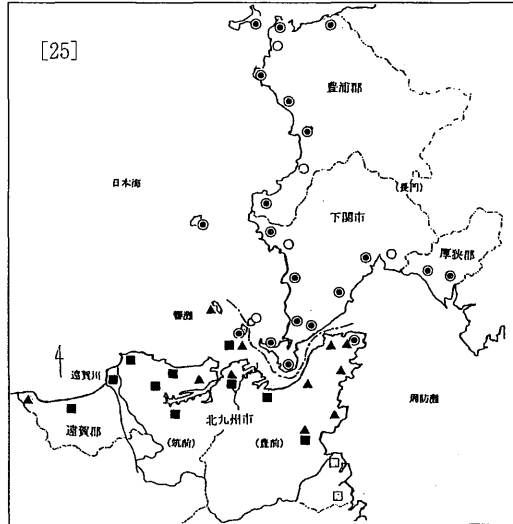 [25]
豊浦郡
日本海
(長門)
下関市
厚狭郡
響灘
遠賀川
周防灘
北九州市
遠賀郡
(筑前)
(豊前)